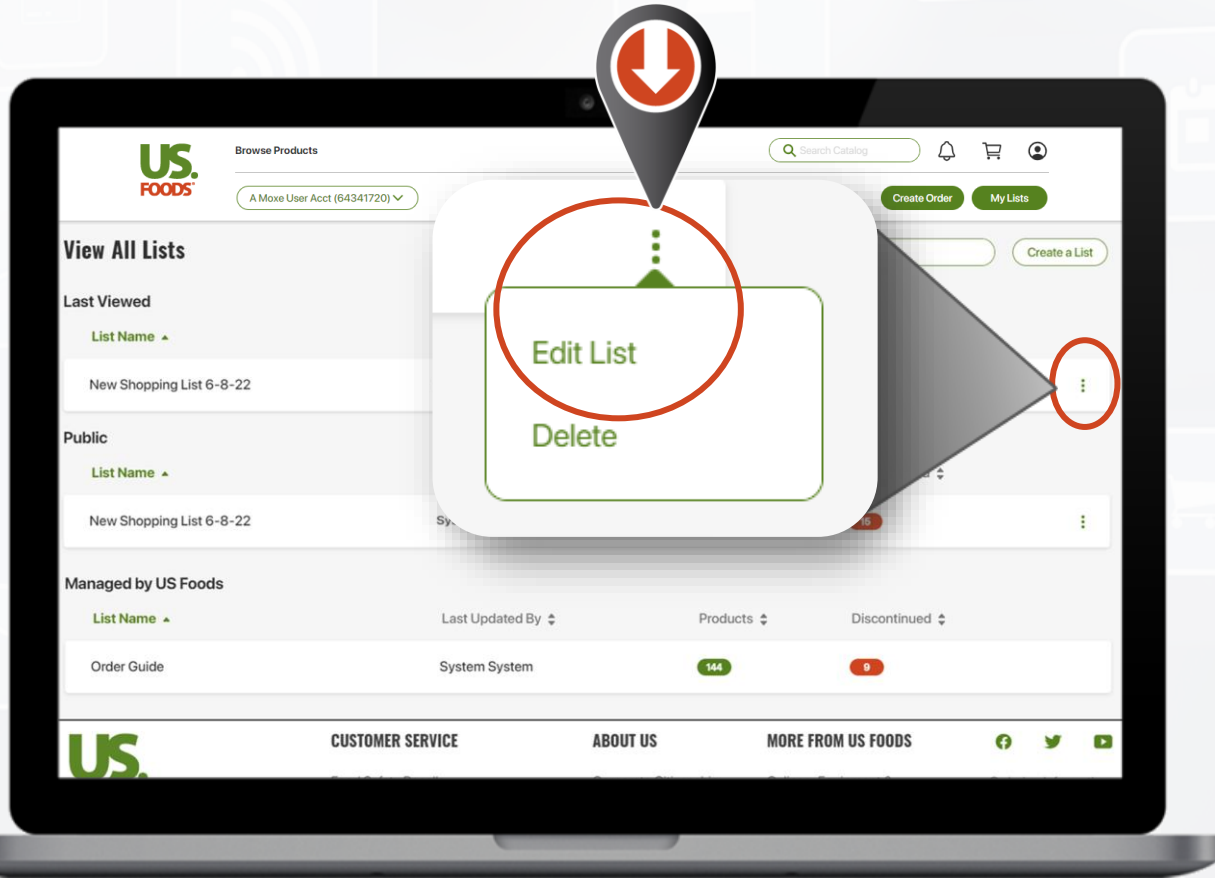 US.
FOODS
Browse Products
Search Catalog
A Moxe User Acct (64341720)
Create Order
My Lists
View All Lists
Create a List
Last Viewed
List Name
New Shopping List 6-8-22
Edit List
Delete
Public
List Name
New Shopping List 6-8-22
15
Managed by US Foods
List Name
Last Updated By
Products
Discontinued
Order Guide
System System
144
9
US.
CUSTOMER SERVICE
ABOUT US
MORE FROM US FOODS